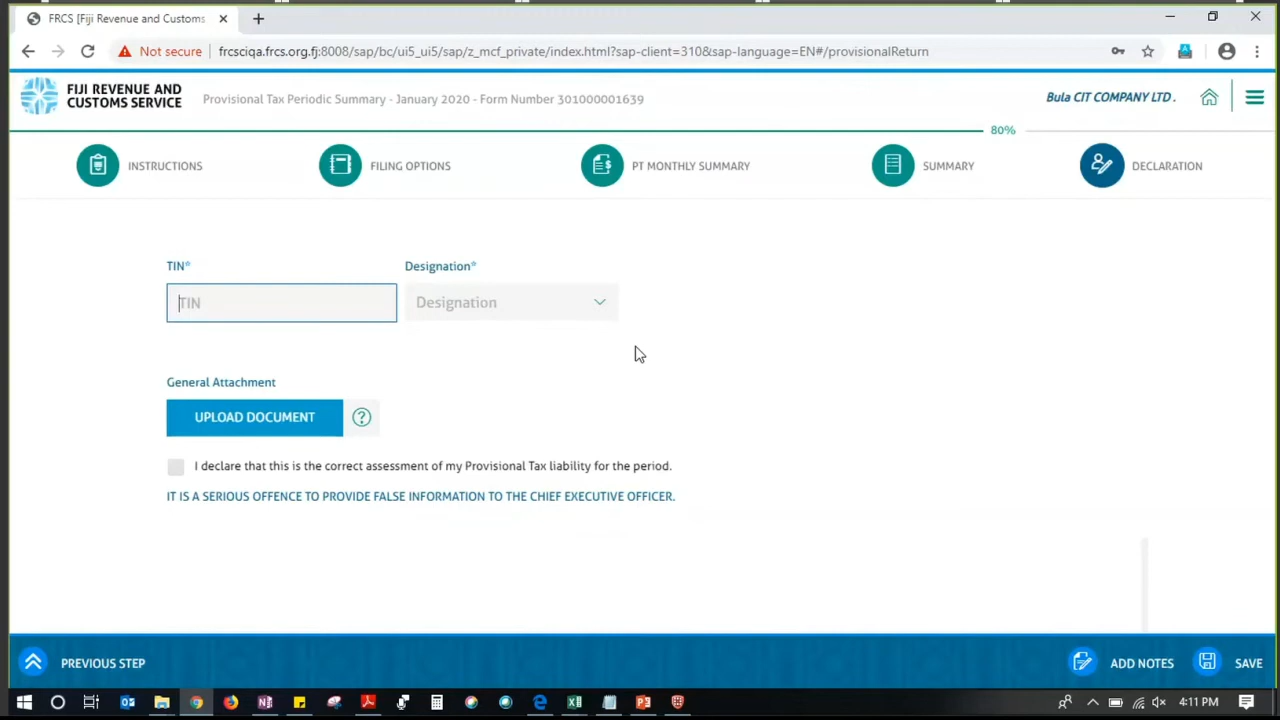 FRCS [Fiji Revenue and Customs
Not secure
frcsciqa.frcs.org.fj:8008/sap/bc/ui5_ui5/sap/z_mcf_private/index.html?sap-client=310&sap-language=EN#/provisionalReturn
FIJI REVENUE AND
CUSTOMS SERVICE
Provisional Tax Periodic Summary - January 2020 - Form Number 301000001639
Bula CIT COMPANY LTD .
80%
INSTRUCTIONS
FILING OPTIONS
PT MONTHLY SUMMARY
SUMMARY
DECLARATION
TIN*
Designation*
TIN
Designation
General Attachment
UPLOAD DOCUMENT
?
I declare that this is the correct assessment of my Provisional Tax liability for the period.
IT IS A SERIOUS OFFENCE TO PROVIDE FALSE INFORMATION TO THE CHIEF EXECUTIVE OFFICER.
PREVIOUS STEP
ADD NOTES
SAVE
4:11 PM